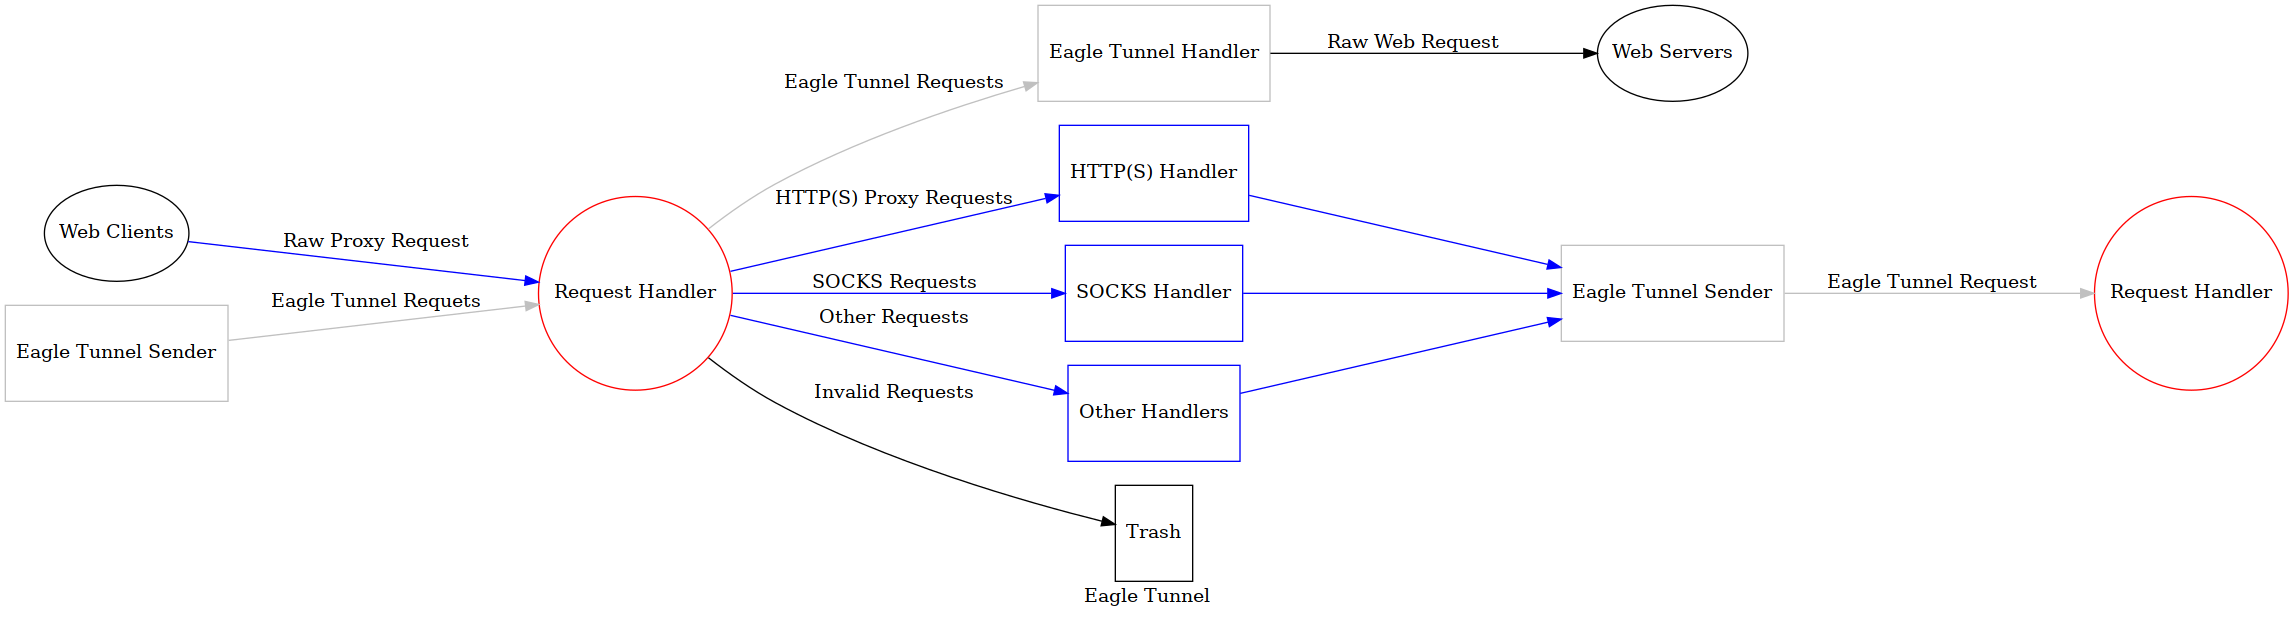 Eagle Tunnel Handler
Raw Web Request
Web Servers
Eagle Tunnel Requests
HTTP(S) Handler
HTTP(S) Proxy Requests
Web Clients
Raw Proxy Request
Eagle Tunnel Requets
Request Handler
SOCKS Requests
SOCKS Handler
Eagle Tunnel Sender
Eagle Tunnel Request
Request Handler
Other Requests
Eagle Tunnel Sender
Invalid Requests
Other Handlers
Trash
Eagle Tunnel